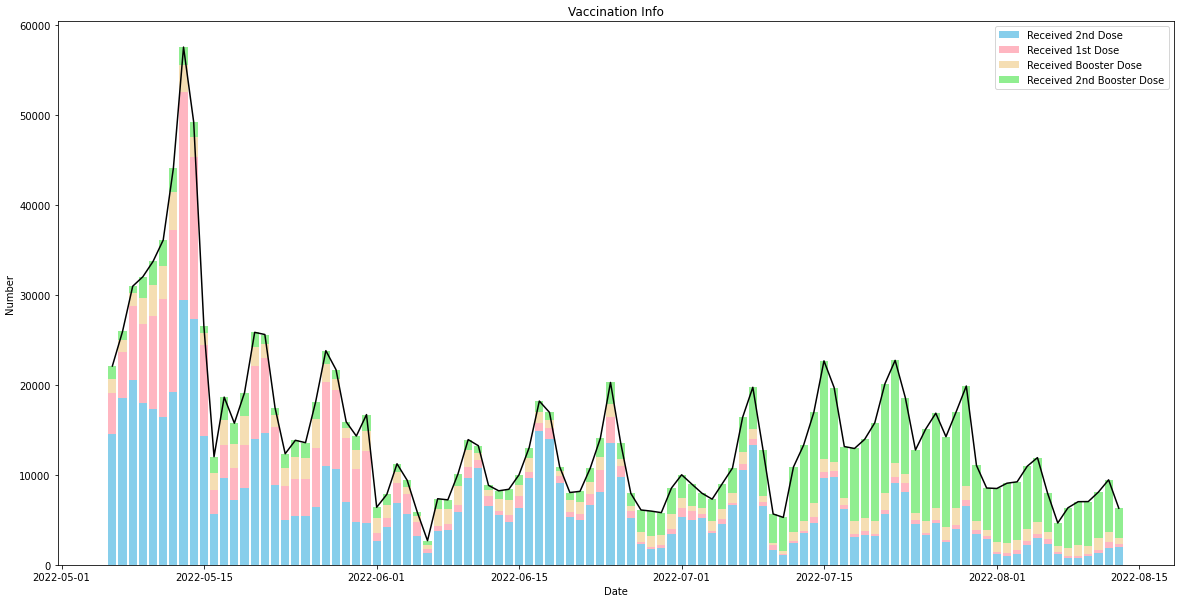 Vaccination Info
Received 2nd Dose
Received 1st Dose
Received Booster Dose
Received 2nd Booster Dose
60000
50000
40000
30000
20000
10000
0
Number
2022-05-01
2022-05-15
2022-06-01
2022-06-15
2022-07-01
2022-07-15
2022-08-01
2022-08-15
Date